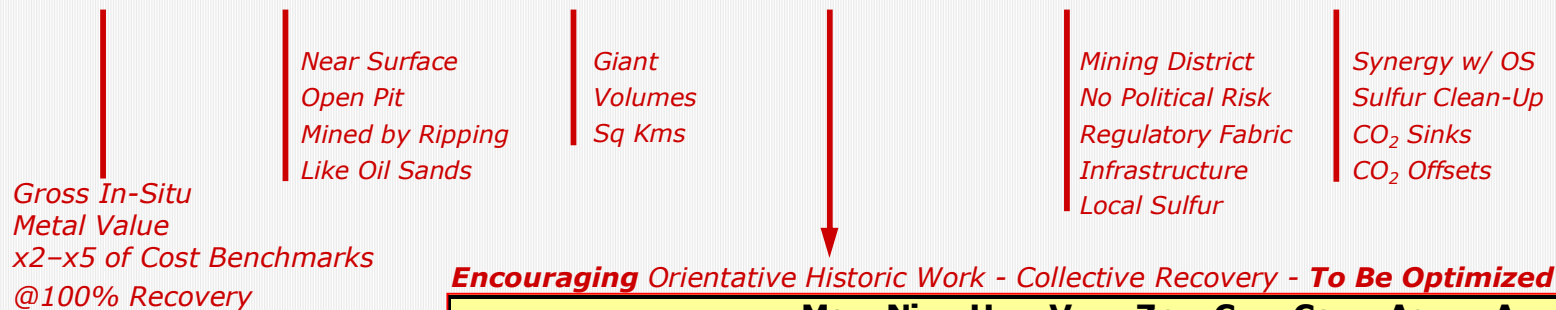 Near Surface
Open Pit
Mined by Ripping
Like Oil Sands
Giant
Volumes
Sq Kms
Mining District
No Political Risk
Regulatory Fabric
Infrastructure
Local Sulfur
Synergy w/ OS
Sulfur Clean-Up
CO₂ Sinks
CO₂ Offsets
Gross In-Situ
Metal Value
x2–x5 of Cost Benchmarks
@100% Recovery
Encouraging Orientative Historic Work - Collective Recovery - To Be Optimized